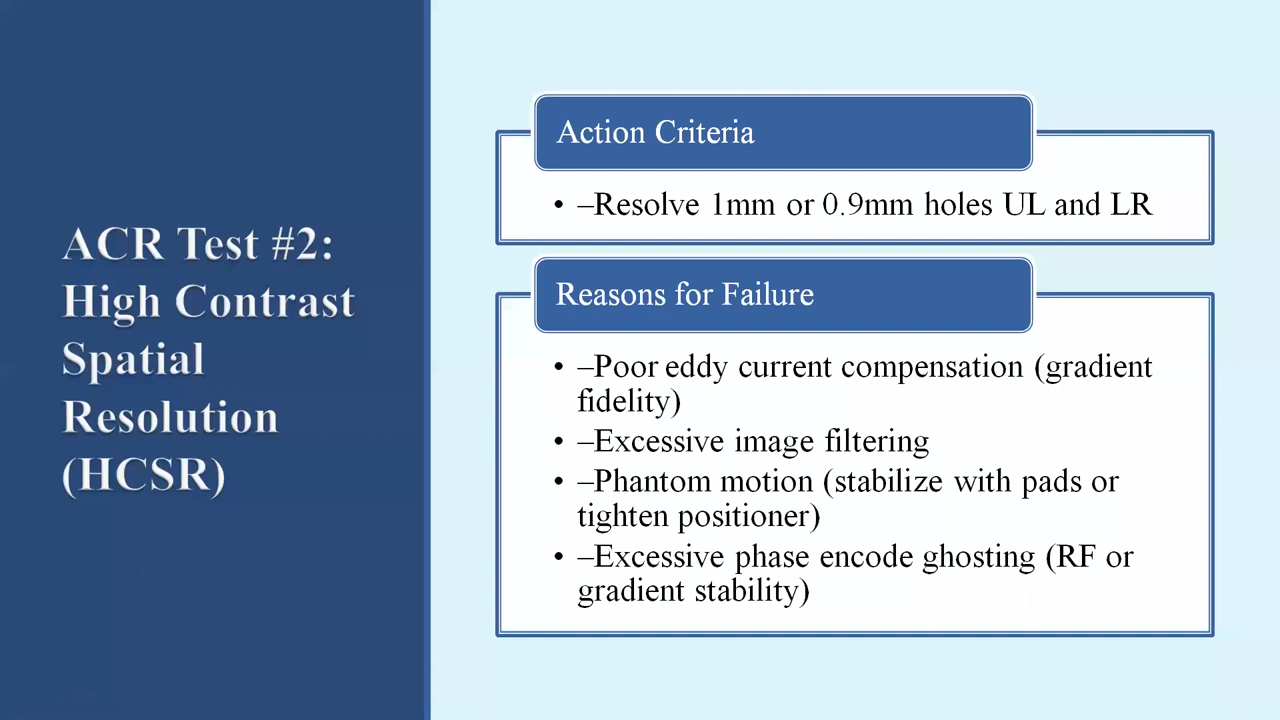 ACR Test #2:
High Contrast
Spatial
Resolution
(HCSR)
Action Criteria
• –Resolve 1mm or 0.9mm holes UL and LR
Reasons for Failure
• –Poor eddy current compensation (gradient
fidelity)
• –Excessive image filtering
• –Phantom motion (stabilize with pads or
tighten positioner)
• –Excessive phase encode ghosting (RF or
gradient stability)